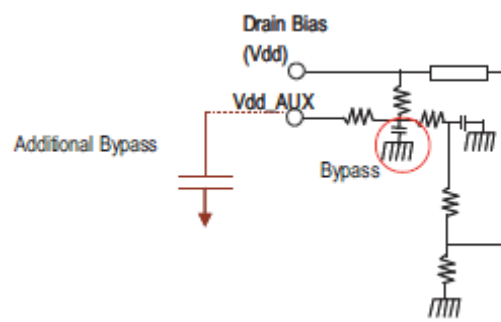 Drain Bias
(Vdd)
Vdd_AUX
Additional Bypass
Bypass